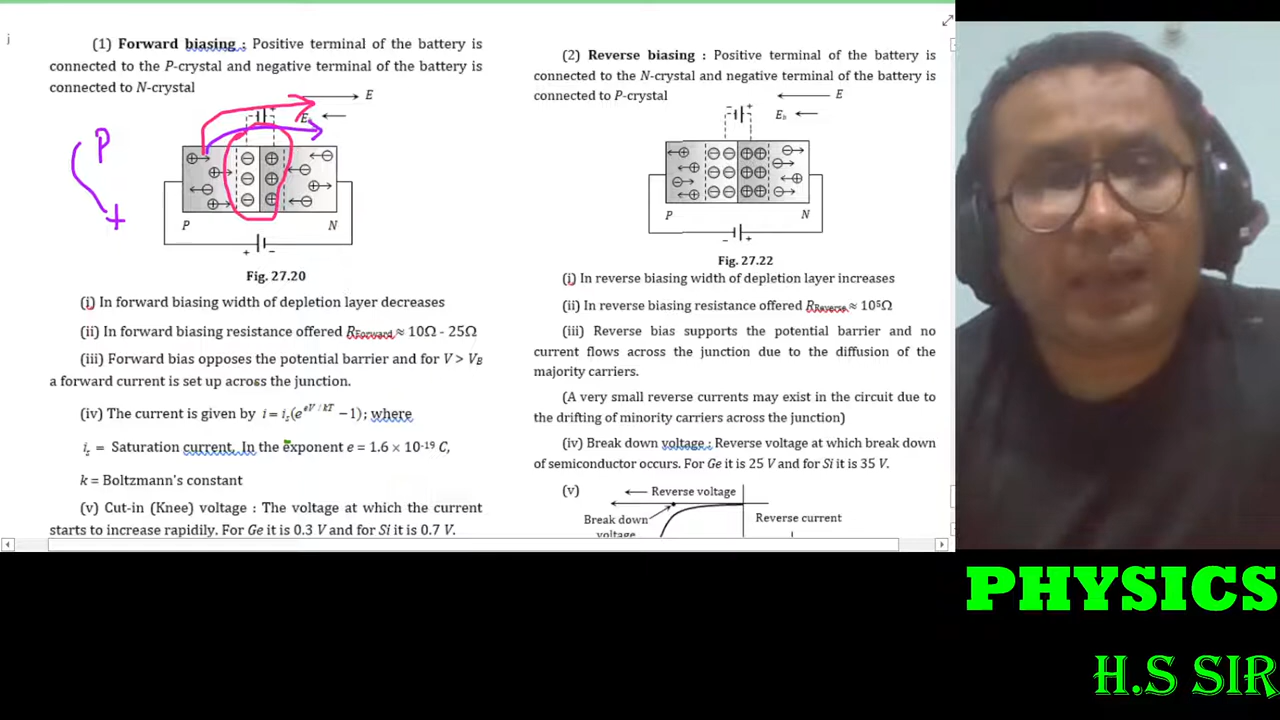 j
(1) Forward biasing : Positive terminal of the battery is
connected to the P-crystal and negative terminal of the battery is
connected to N-crystal
E
P
+
P
N
+ −
Fig. 27.20
(i) In forward biasing width of depletion layer decreases
(ii) In forward biasing resistance offered RForward ≈ 10Ω - 25Ω
(iii) Forward bias opposes the potential barrier and for V > VB
a forward current is set up across the junction.
(iv) The current is given by i = is(e^eV/kT − 1); where
is = Saturation current, In the exponent e = 1.6 × 10-19 C,
k = Boltzmann's constant
(v) Cut-in (Knee) voltage : The voltage at which the current
starts to increase rapidily. For Ge it is 0.3 V and for Si it is 0.7 V.
(2) Reverse biasing : Positive terminal of the battery is
connected to the N-crystal and negative terminal of the battery is
connected to P-crystal
E
− +
EB
P
N
− +
Fig. 27.22
(i) In reverse biasing width of depletion layer increases
(ii) In reverse biasing resistance offered RReverse ≈ 105Ω
(iii) Reverse bias supports the potential barrier and no
current flows across the junction due to the diffusion of the
majority carriers.
(A very small reverse currents may exist in the circuit due to
the drifting of minority carriers across the junction)
(iv) Break down voltage : Reverse voltage at which break down
of semiconductor occurs. For Ge it is 25 V and for Si it is 35 V.
(v)
Reverse voltage
Break down
voltage
Reverse current
PHYSICS
H.S SIR